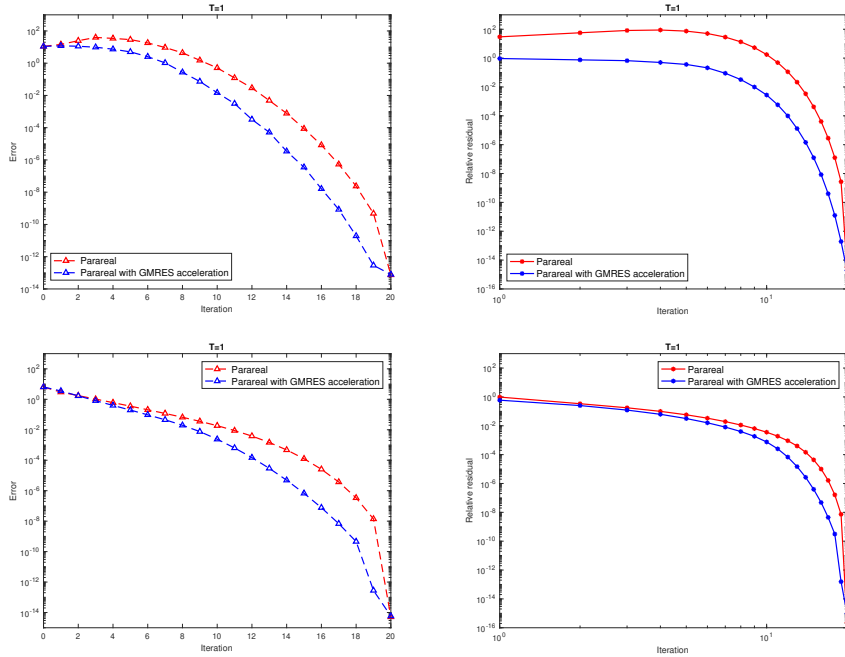 T=1
10^2
10^0
10^-2
10^-4
10^-6
10^-8
10^-10
10^-12
10^-14
Error
Parareal
Parareal with GMRES acceleration
0 2 4 6 8 10 12 14 16 18 20
Iteration
T=1
10^2
10^0
10^-2
10^-4
10^-6
10^-8
10^-10
10^-12
10^-14
10^-16
Relative residual
Parareal
Parareal with GMRES acceleration
10^0 10^1
Iteration
T=1
10^2
10^0
10^-2
10^-4
10^-6
10^-8
10^-10
10^-12
10^-14
Error
Parareal
Parareal with GMRES acceleration
0 2 4 6 8 10 12 14 16 18 20
Iteration
T=1
10^2
10^0
10^-2
10^-4
10^-6
10^-8
10^-10
10^-12
10^-14
10^-16
Relative residual
Parareal
Parareal with GMRES acceleration
10^0 10^1
Iteration